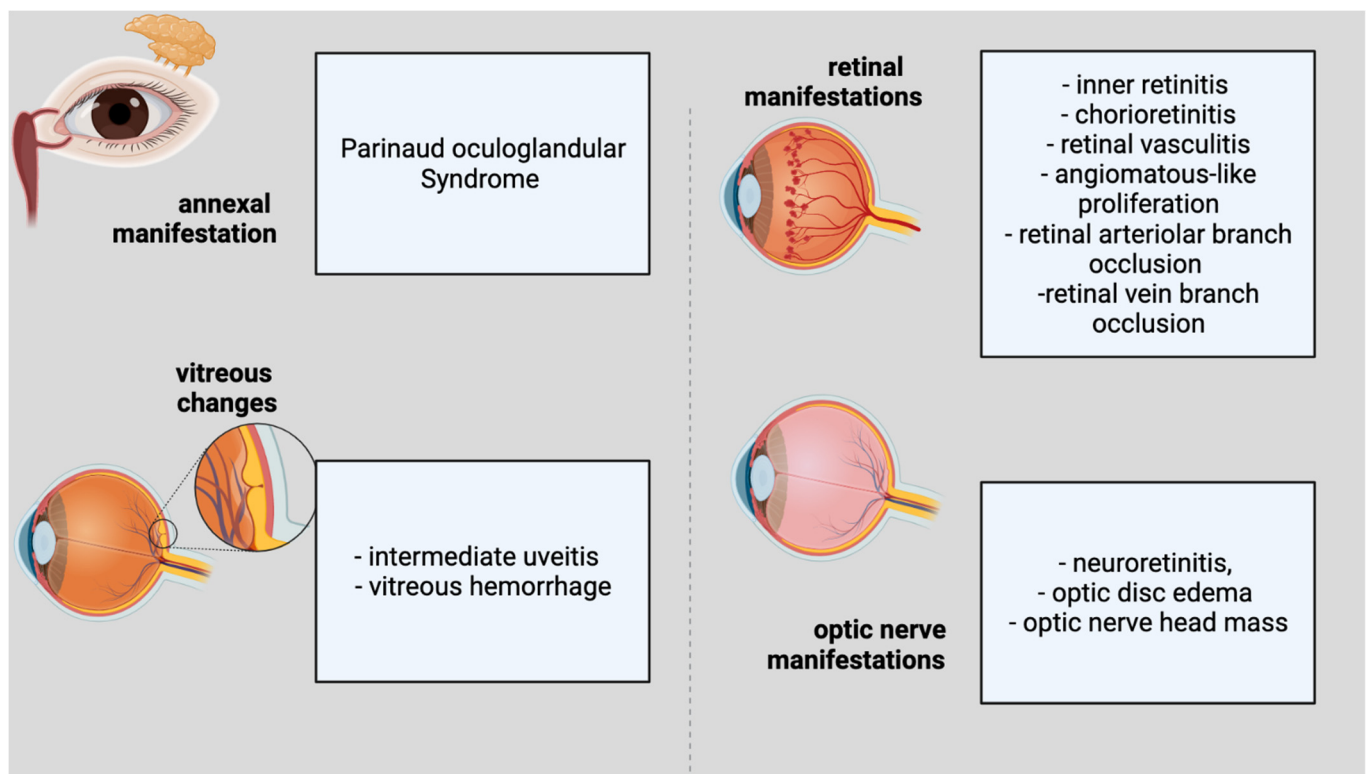 annexal
manifestation
Parinaud oculoglandular
Syndrome
vitreous
changes
- intermediate uveitis
- vitreous hemorrhage
retinal
manifestations
- inner retinitis
- chorioretinitis
- retinal vasculitis
- angiomatous-like
proliferation
- retinal arteriolar branch
occlusion
-retinal vein branch
occlusion
optic nerve
manifestations
- neuroretinitis,
- optic disc edema
- optic nerve head mass